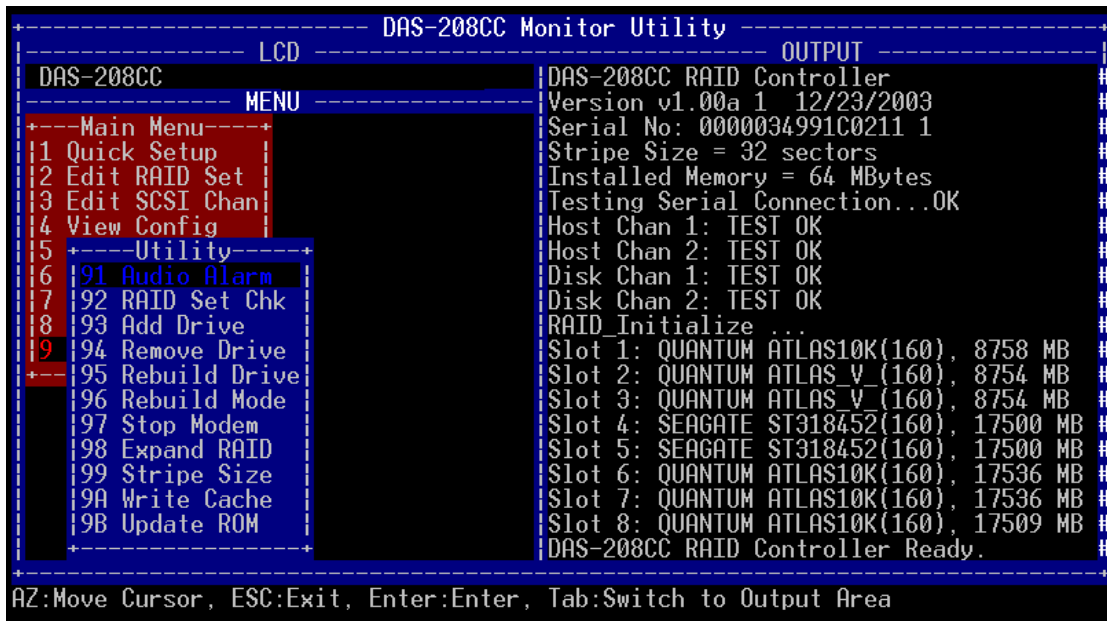 DAS-208CC Monitor Utility
LCD
DAS-208CC
MENU
Main Menu
1 Quick Setup
2 Edit RAID Set
3 Edit SCSI Chan
4 View Config
5
6
7
8
9
Utility
91 Audio Alarm
92 RAID Set Chk
93 Add Drive
94 Remove Drive
95 Rebuild Drive
96 Rebuild Mode
97 Stop Modem
98 Expand RAID
99 Stripe Size
9A Write Cache
9B Update ROM
OUTPUT
DAS-208CC RAID Controller
Version v1.00a 1 12/23/2003
Serial No: 0000034991C0211 1
Stripe Size = 32 sectors
Installed Memory = 64 MBytes
Testing Serial Connection...OK
Host Chan 1: TEST OK
Host Chan 2: TEST OK
Disk Chan 1: TEST OK
Disk Chan 2: TEST OK
RAID_Initialize ...
Slot 1: QUANTUM ATLAS10K(160), 8758 MB
Slot 2: QUANTUM ATLAS_V_(160), 8754 MB
Slot 3: QUANTUM ATLAS_V_(160), 8754 MB
Slot 4: SEAGATE ST318452(160), 17500 MB
Slot 5: SEAGATE ST318452(160), 17500 MB
Slot 6: QUANTUM ATLAS10K(160), 17536 MB
Slot 7: QUANTUM ATLAS10K(160), 17536 MB
Slot 8: QUANTUM ATLAS10K(160), 17509 MB
DAS-208CC RAID Controller Ready.
AZ:Move Cursor, ESC:Exit, Enter:Enter, Tab:Switch to Output Area